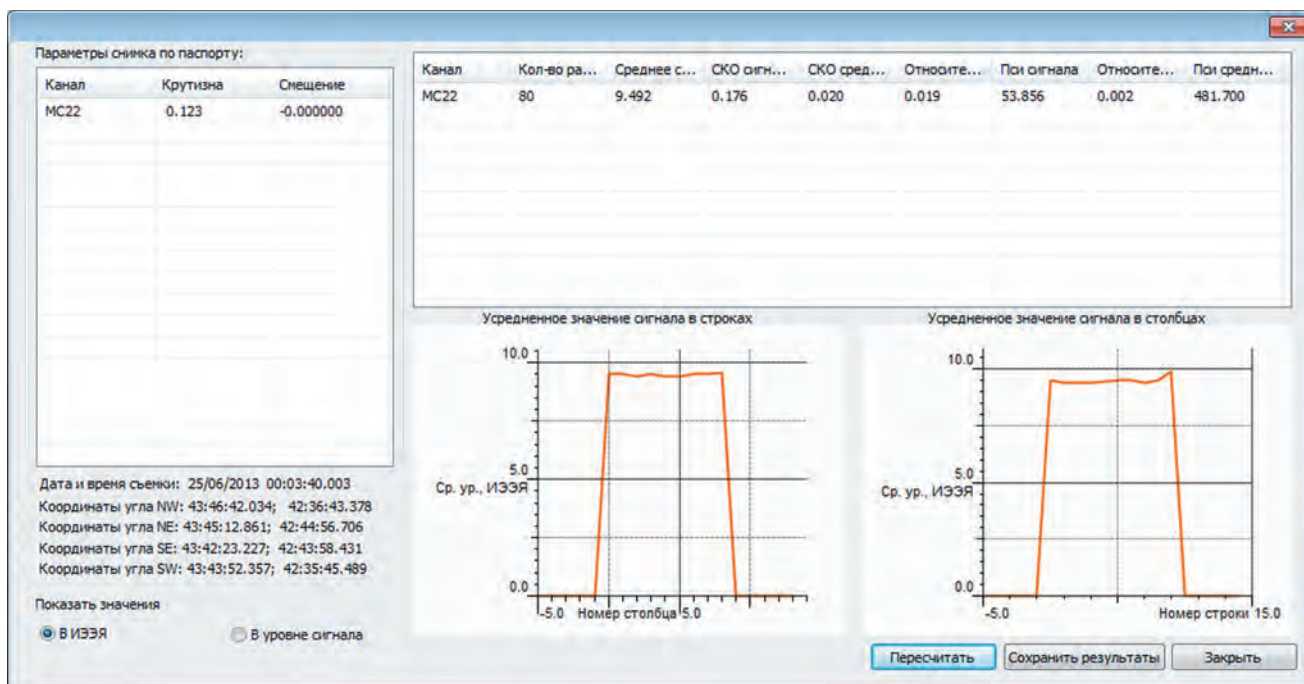 Параметры снимка по паспорту:
Канал Крутизна Смещение
МС22 0.123 -0.000000
Канал Кол-во ра... Среднее с... СКО сигн... СКО сред... Относите... Пси сигнала Относите... Пси средн...
МС22 80 9.492 0.176 0.020 0.019 53.856 0.002 481.700
Дата и время съемки: 25/06/2013 00:03:40.003
Координаты угла NW: 43:46:42.034; 42:36:43.378
Координаты угла NE: 43:45:12.861; 42:44:56.706
Координаты угла SE: 43:42:23.227; 42:43:58.431
Координаты угла SW: 43:43:52.357; 42:35:45.489
Показать значения
В ИЭЭЯ В уровне сигнала
Усредненное значение сигнала в строках
10.0
5.0
Ср. ур., ИЭЭЯ
0.0
-5.0 Номер столбца 5.0
Усредненное значение сигнала в столбцах
10.0
5.0
Ср. ур., ИЭЭЯ
0.0
-5.0 Номер строки 15.0
Пересчитать Сохранить результаты Закрыть